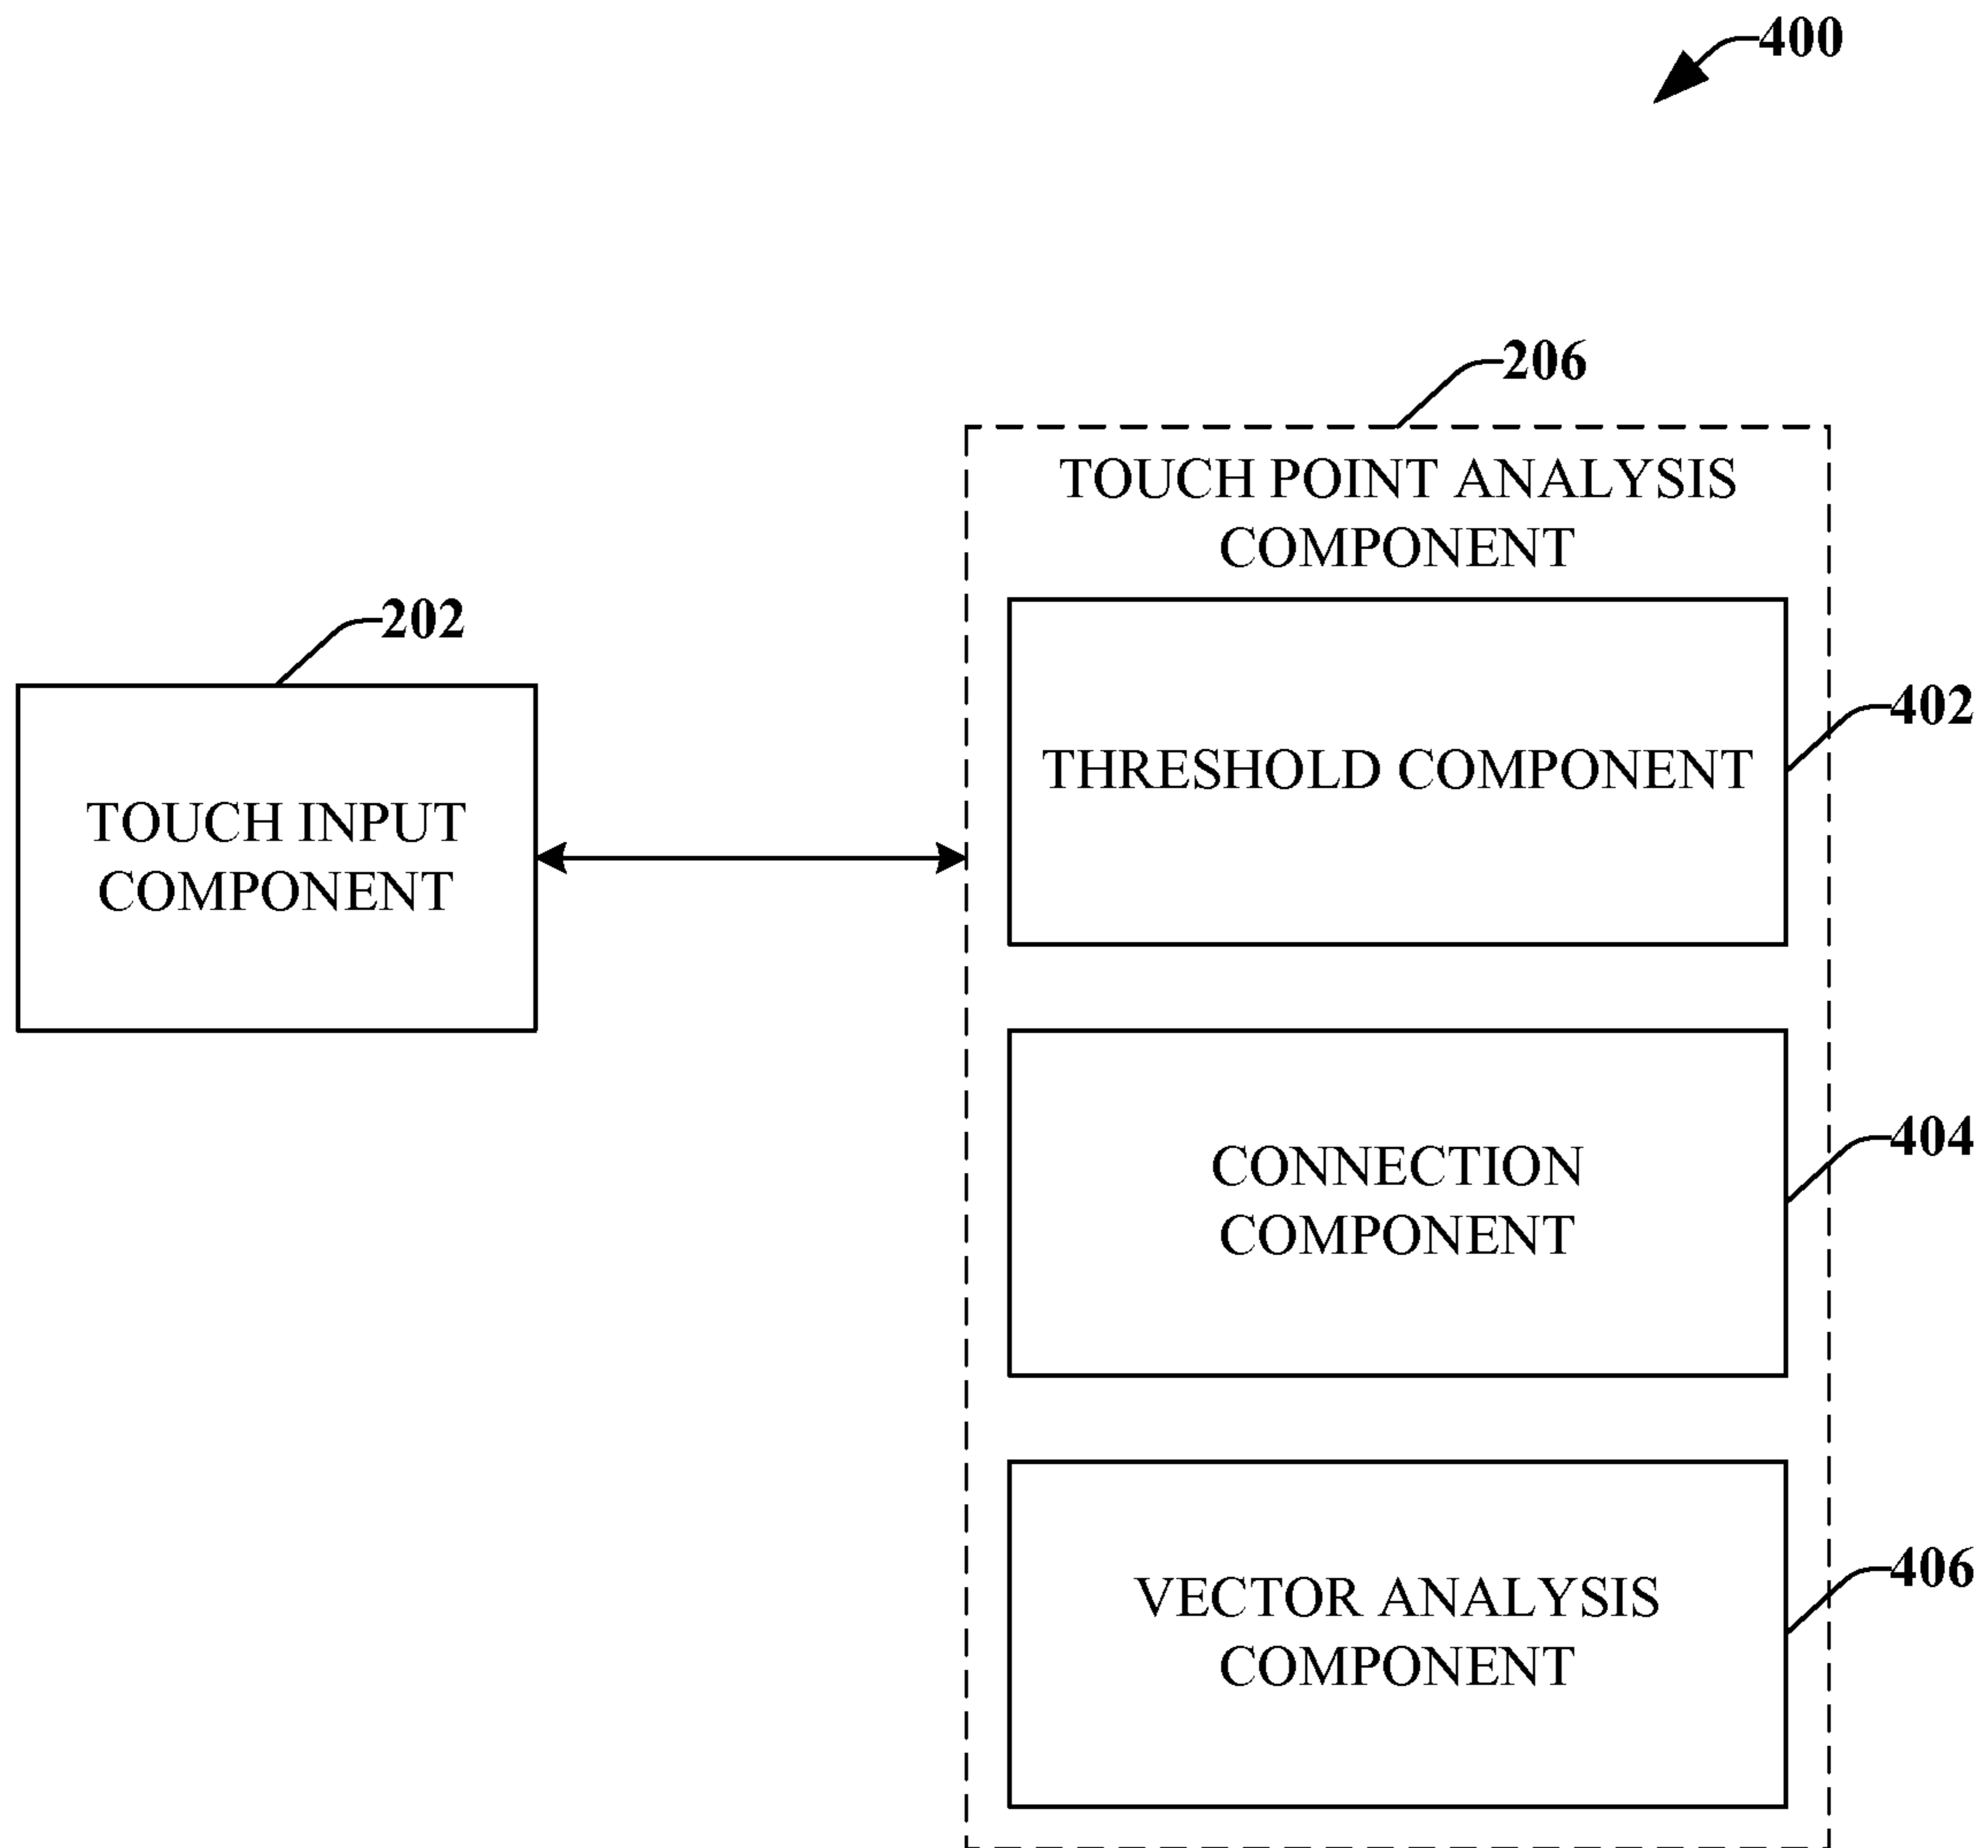 400
206
TOUCH POINT ANALYSIS
COMPONENT
202
402
TOUCH INPUT
COMPONENT
THRESHOLD COMPONENT
404
CONNECTION
COMPONENT
406
VECTOR ANALYSIS
COMPONENT